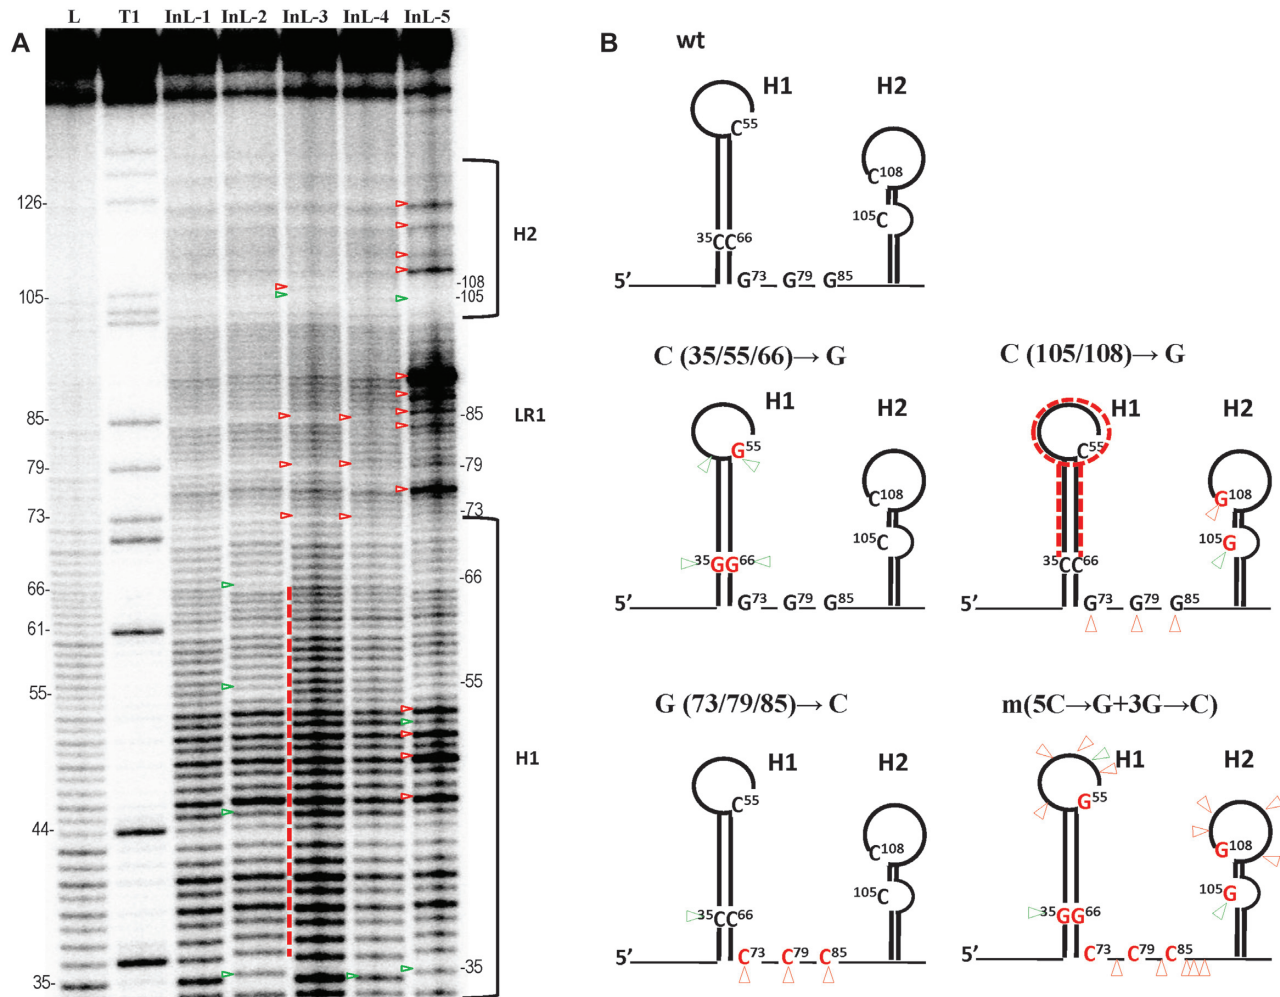 L T1 InL-1 InL-2 InL-3 InL-4 InL-5
A
126-
105-
85-
79-
73-
66-
61-
55-
44-
35-
H2
-108
-105
LR1
-85
-79
-73
-66
-55
H1
-35
B
wt
H1
H2
C55
C108
105C
35CC66
5′ G73 G79 G85
C (35/55/66)→ G
H1
H2
G55
C108
105C
35GG66
5′ G73 G79 G85
C (105/108)→ G
H1
H2
C55
G108
105G
35CC66
5′ G73 G79 G85
G (73/79/85)→ C
H1
H2
C55
C108
105C
35CC66
5′ C73 C79 C85
m(5C→G+3G→C)
H1
H2
G55
G108
105G
35GG66
5′ C73 C79 C85